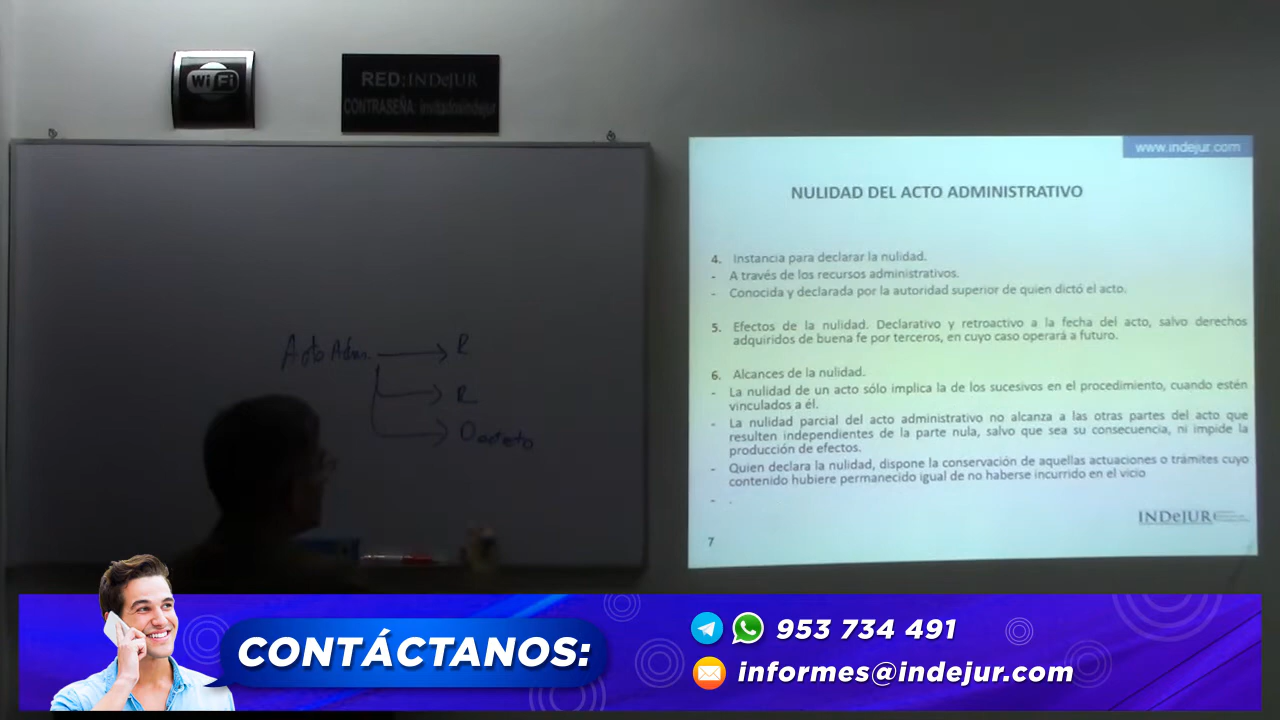 Wi Fi
RED: INDeJUR
CONTRASEÑA: invitadosindejur
www.indejur.com
NULIDAD DEL ACTO ADMINISTRATIVO
4. Instancia para declarar la nulidad.
- A través de los recursos administrativos.
- Conocida y declarada por la autoridad superior de quien dictó el acto.
5. Efectos de la nulidad. Declarativo y retroactivo a la fecha del acto, salvo derechos
adquiridos de buena fe por terceros, en cuyo caso operará a futuro.
6. Alcances de la nulidad.
- La nulidad de un acto sólo implica la de los sucesivos en el procedimiento, cuando estén
vinculados a él.
- La nulidad parcial del acto administrativo no alcanza a las otras partes del acto que
resulten independientes de la parte nula, salvo que sea su consecuencia, ni impide la
producción de efectos.
- Quien declara la nulidad, dispone la conservación de aquellas actuaciones o trámites cuyo
contenido hubiere permanecido igual de no haberse incurrido en el vicio
- .
INDeJUR
7
Acto Adm. R
R
CONTÁCTANOS:
953 734 491
informes@indejur.com